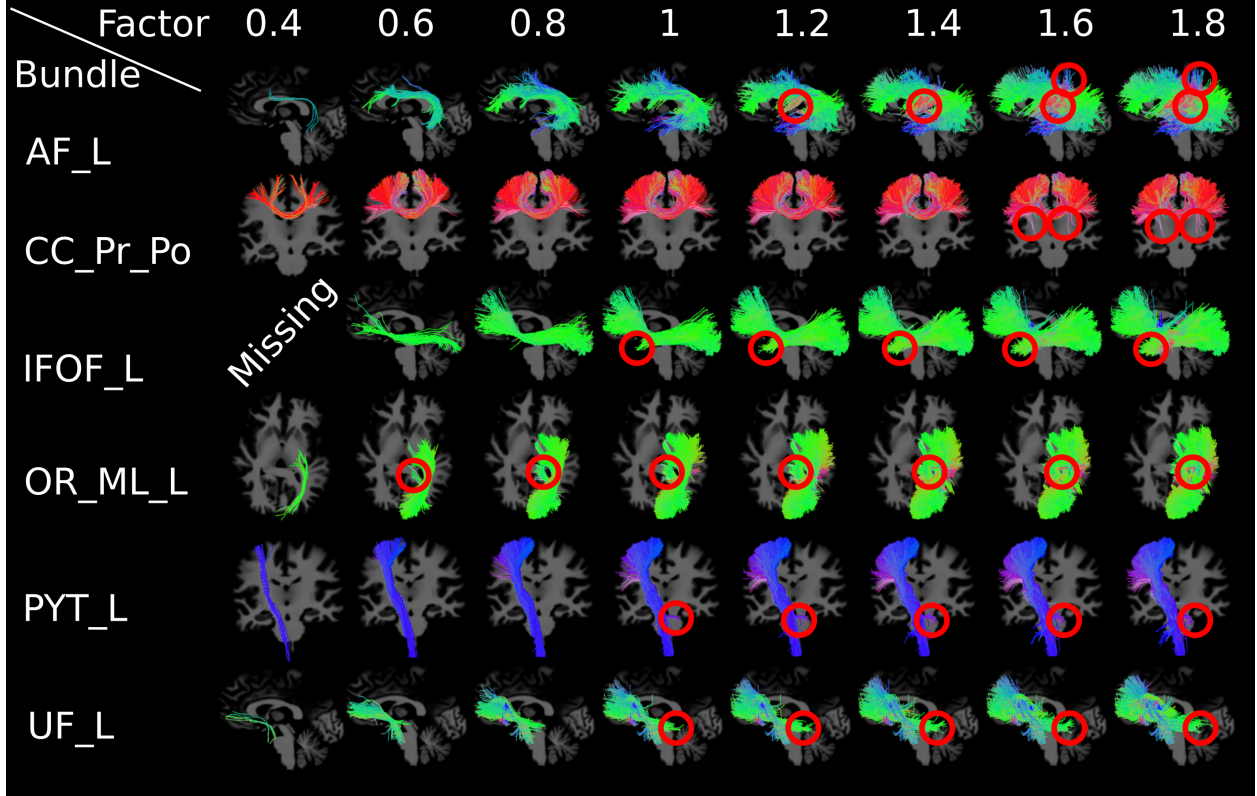 Factor 0.4 0.6 0.8 1 1.2 1.4 1.6 1.8
Bundle
AF_L
CC_Pr_Po
Missing
IFOF_L
OR_ML_L
PYT_L
UF_L